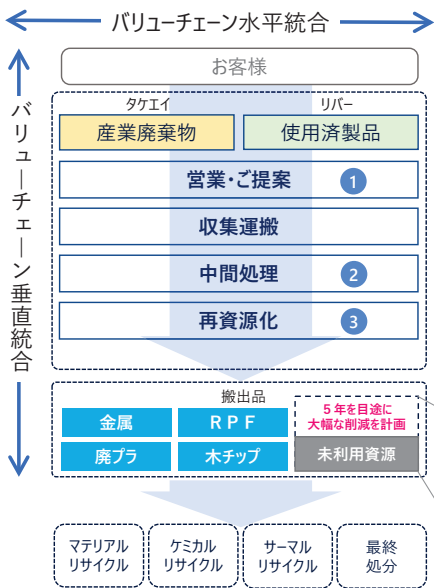 バリューチェーン水平統合
バリューチェーン垂直統合
お客様
タケエイ
リバー
産業廃棄物
使用済製品
営業・ご提案
1
収集運搬
中間処理
2
再資源化
3
搬出品
金属
ＲＰＦ
５年を目途に
大幅な削減を計画
廃プラ
木チップ
未利用資源
マテリアル
リサイクル
ケミカル
リサイクル
サーマル
リサイクル
最終
処分